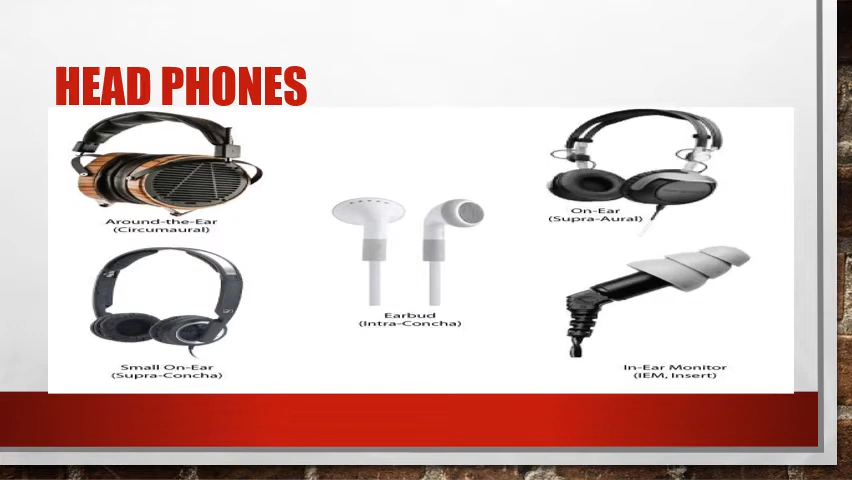 HEAD PHONES
Around-the-Ear
(Circumaural)
On-Ear
(Supra-Aural)
Earbud
(Intra-Concha)
Small On-Ear
(Supra-Concha)
In-Ear Monitor
(IEM, Insert)